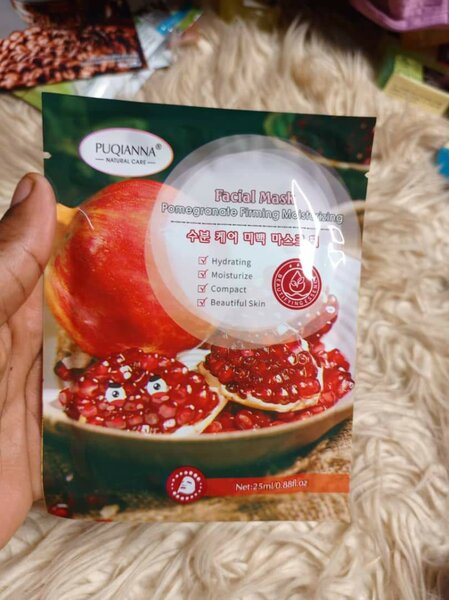 PUQIANNA®
NATURAL CARE
Facial Mask
Pomegranate Firming Moisturizing
수분 케어 미백 마스크 팩
Hydrating
Moisturize
Compact
Beautiful Skin
Net:25ml/0.88fl.oz